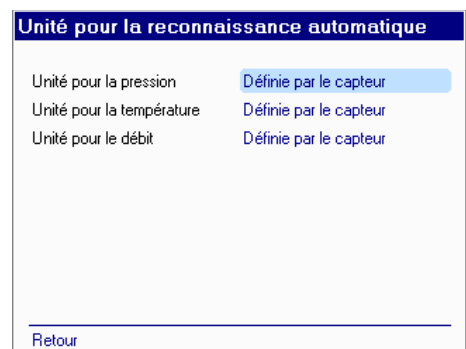 Unité pour la reconnaissance automatique
Unité pour la pression Définie par le capteur
Unité pour la température Définie par le capteur
Unité pour le débit Définie par le capteur
Retour